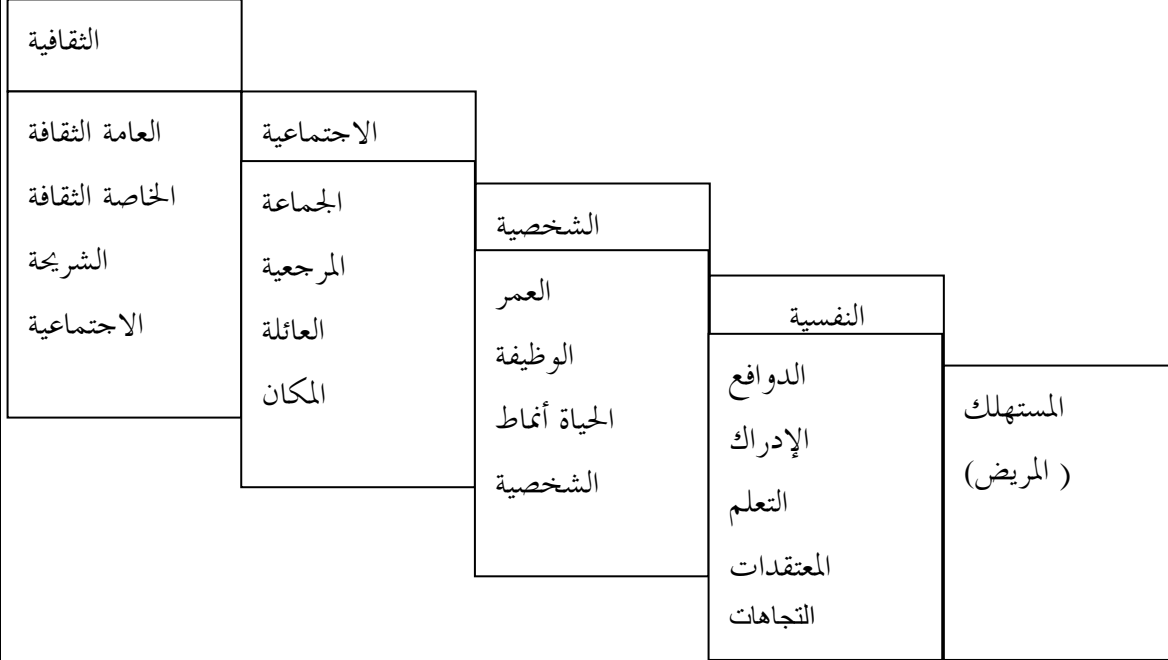 الثقافية
العامة الثقافة
الخاصة الثقافة
الشريحة
الاجتماعية
الاجتماعية
الجماعة
المرجعية
العائلة
المكان
الشخصية
العمر
الوظيفة
الحياة أنماط
الشخصية
النفسية
الدوافع
الإدراك
التعلم
المعتقدات
التجاهات
المستهلك
( المريض)